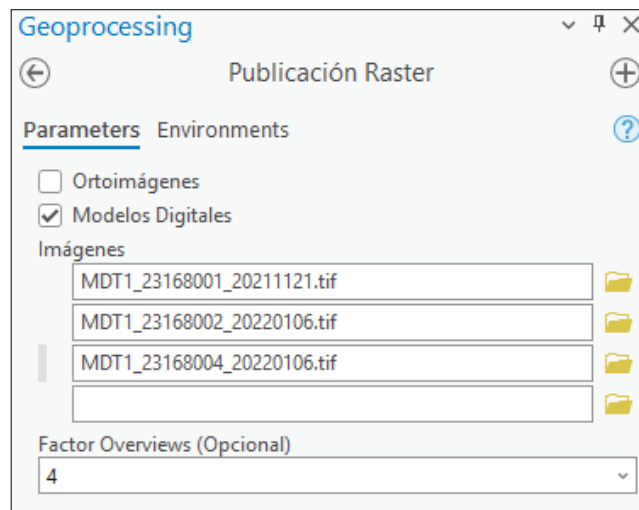 Geoprocessing
Publicación Raster
Parameters Environments
Ortoimágenes
Modelos Digitales
Imágenes
MDT1_23168001_20211121.tif
MDT1_23168002_20220106.tif
MDT1_23168004_20220106.tif
Factor Overviews (Opcional)
4